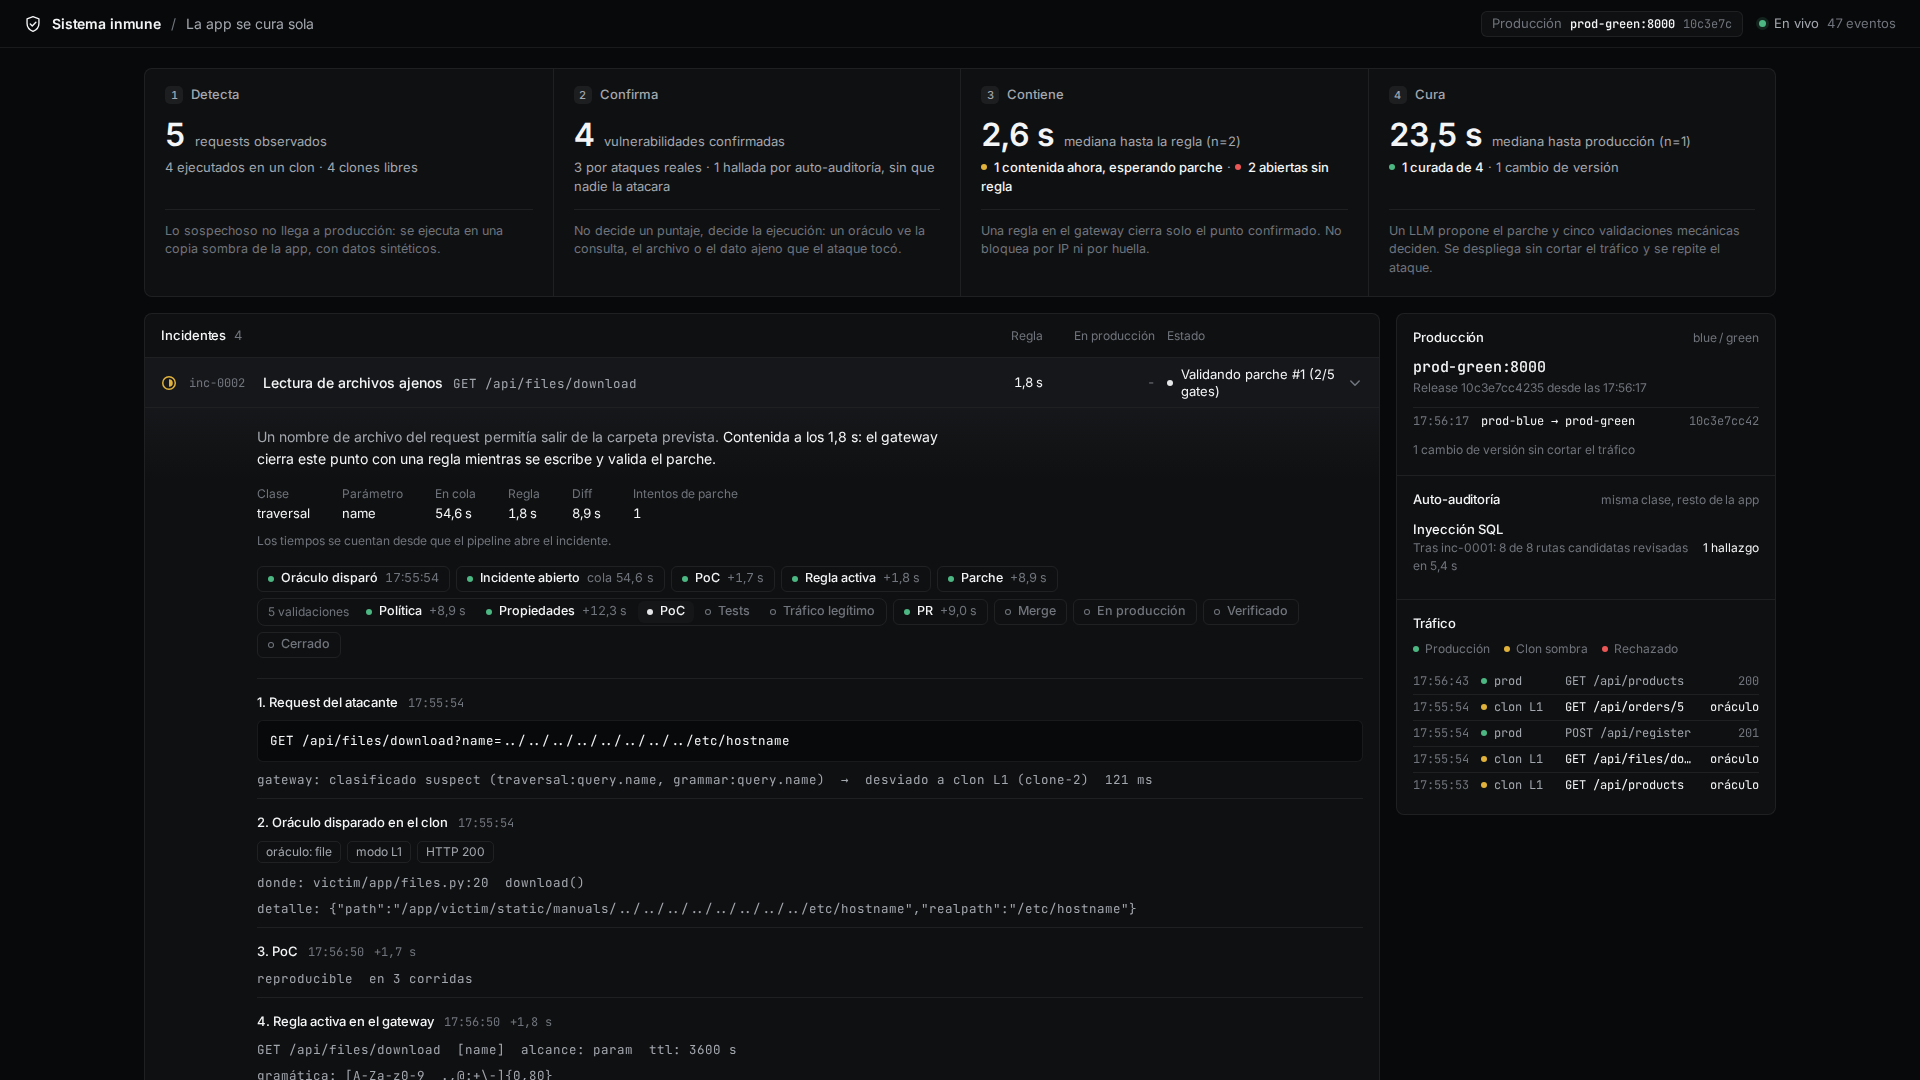 Sistema inmune / La app se cura sola
Producción prod-green:8000 10c3e7c
En vivo 47 eventos
1 Detecta
5 requests observados
4 ejecutados en un clon · 4 clones libres
Lo sospechoso no llega a producción: se ejecuta en una
copia sombra de la app, con datos sintéticos.
2 Confirma
4 vulnerabilidades confirmadas
3 por ataques reales · 1 hallada por auto-auditoría, sin que
nadie la atacara
No decide un puntaje, decide la ejecución: un oráculo ve la
consulta, el archivo o el dato ajeno que el ataque tocó.
3 Contiene
2,6 s mediana hasta la regla (n=2)
1 contenida ahora, esperando parche · 2 abiertas sin
regla
Una regla en el gateway cierra solo el punto confirmado. No
bloquea por IP ni por huella.
4 Cura
23,5 s mediana hasta producción (n=1)
1 curada de 4 · 1 cambio de versión
Un LLM propone el parche y cinco validaciones mecánicas
deciden. Se despliega sin cortar el tráfico y se repite el
ataque.
Incidentes 4 Regla En producción Estado
inc-0002 Lectura de archivos ajenos GET /api/files/download 1,8 s - Validando parche #1 (2/5
gates)
Un nombre de archivo del request permitía salir de la carpeta prevista. Contenida a los 1,8 s: el gateway
cierra este punto con una regla mientras se escribe y valida el parche.
Clase Parámetro En cola Regla Diff Intentos de parche
traversal name 54,6 s 1,8 s 8,9 s 1
Los tiempos se cuentan desde que el pipeline abre el incidente.
Oráculo disparó 17:55:54 Incidente abierto cola 54,6 s PoC +1,7 s Regla activa +1,8 s Parche +8,9 s
5 validaciones Política +8,9 s Propiedades +12,3 s PoC Tests Tráfico legítimo PR +9,0 s Merge En producción Verificado
Cerrado
1. Request del atacante 17:55:54
GET /api/files/download?name=../../../../../../../../etc/hostname
gateway: clasificado suspect (traversal:query.name, grammar:query.name) → desviado a clon L1 (clone-2) 121 ms
2. Oráculo disparado en el clon 17:55:54
oráculo: file modo L1 HTTP 200
donde: victim/app/files.py:20 download()
detalle: {"path":"/app/victim/static/manuals/../../../../../../../../etc/hostname","realpath":"/etc/hostname"}
3. PoC 17:56:50 +1,7 s
reproducible en 3 corridas
4. Regla activa en el gateway 17:56:50 +1,8 s
GET /api/files/download [name] alcance: param ttl: 3600 s
gramática: [A-Za-z0-9 .,@:+\-]{0,80}
Producción blue / green
prod-green:8000
Release 10c3e7cc4235 desde las 17:56:17
17:56:17 prod-blue → prod-green 10c3e7cc42
1 cambio de versión sin cortar el tráfico
Auto-auditoría misma clase, resto de la app
Inyección SQL
Tras inc-0001: 8 de 8 rutas candidatas revisadas 1 hallazgo
en 5,4 s
Tráfico
Producción Clon sombra Rechazado
17:56:43 prod GET /api/products 200
17:55:54 clon L1 GET /api/orders/5 oráculo
17:55:54 prod POST /api/register 201
17:55:54 clon L1 GET /api/files/do… oráculo
17:55:53 clon L1 GET /api/products oráculo